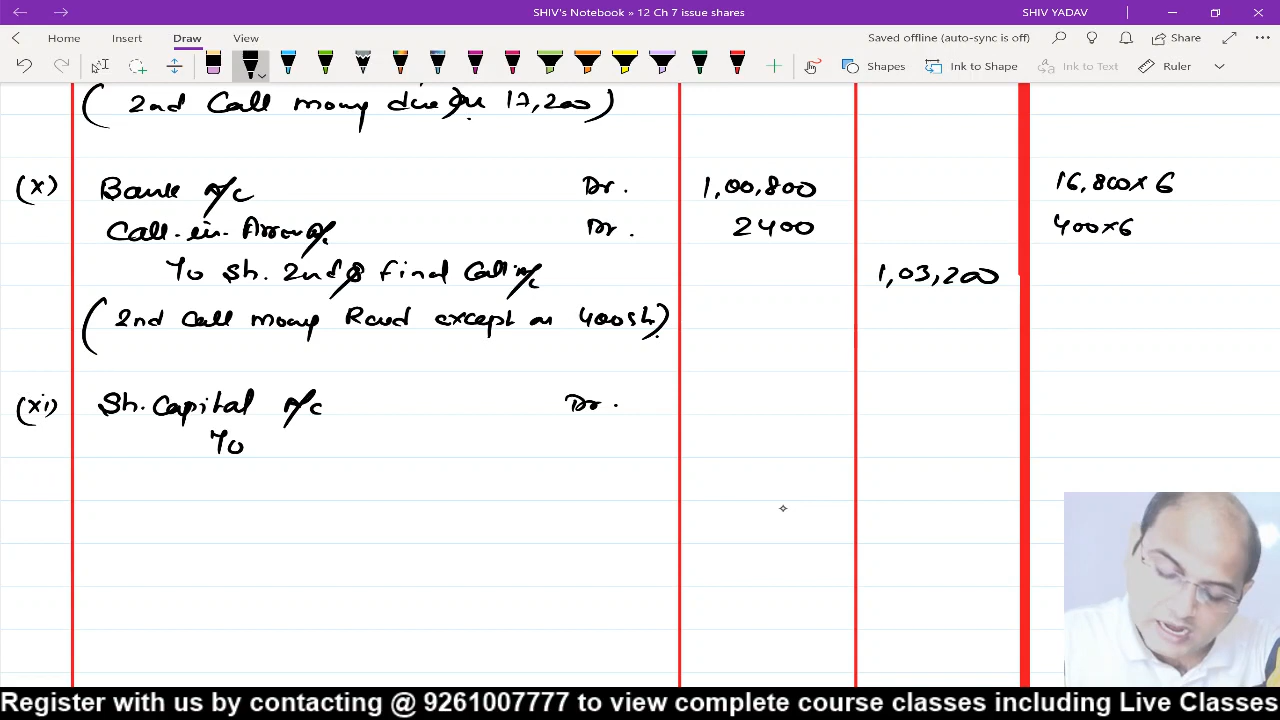 SHIV's Notebook » 12 Ch 7 issue shares
SHIV YADAV
Home Insert Draw View
Saved offline (auto-sync is off)
Share
Shapes
Ink to Shape
Ink to Text
Ruler
( 2nd Call money due on 17,200 )
(x) Bank A/c Dr. 1,00,800 16,800 x 6
Call-in-Arrear A/c Dr. 2400 400x6
To Sh. 2nd & final Call A/c 1,03,200
( 2nd Call money Recvd except on 400 sh.)
(xi) Sh. Capital A/c Dr.
To
Register with us by contacting @ 9261007777 to view complete course classes including Live Classes